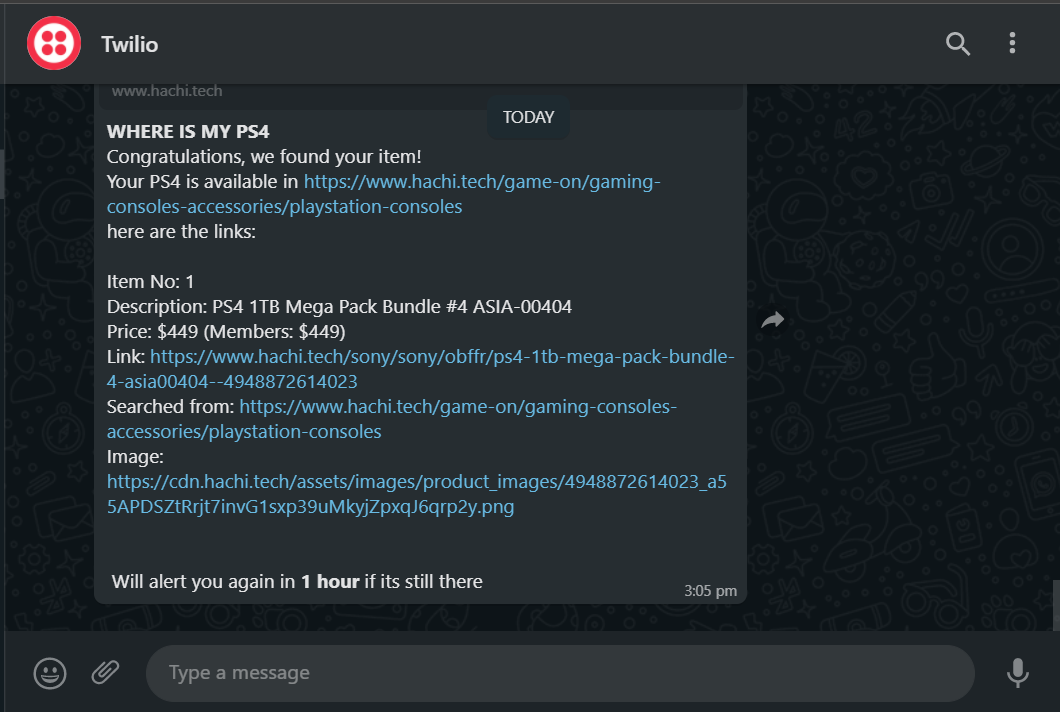 Twilio
www.hachi.tech
TODAY
WHERE IS MY PS4
Congratulations, we found your item!
Your PS4 is available in https://www.hachi.tech/game-on/gaming-
consoles-accessories/playstation-consoles
here are the links:
Item No: 1
Description: PS4 1TB Mega Pack Bundle #4 ASIA-00404
Price: $449 (Members: $449)
Link: https://www.hachi.tech/sony/sony/obffr/ps4-1tb-mega-pack-bundle-
4-asia00404--4948872614023
Searched from: https://www.hachi.tech/game-on/gaming-consoles-
accessories/playstation-consoles
Image:
https://cdn.hachi.tech/assets/images/product_images/4948872614023_a5
5APDSZtRrjt7invG1sxp39uMkyjZpxqJ6qrp2y.png
Will alert you again in 1 hour if its still there
3:05 pm
Type a message